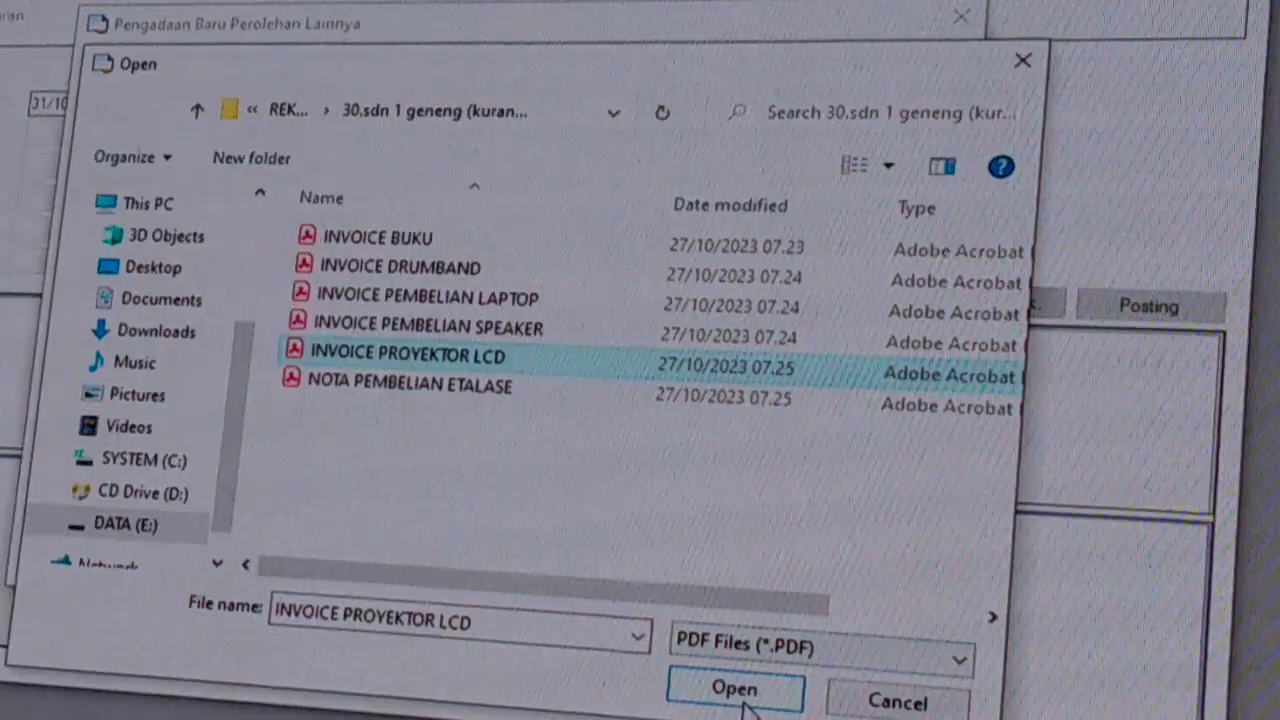 Pengadaan Baru Perolehan Lainnya
Open
31/10
« REK... › 30.sdn 1 geneng (kuran...
Search 30.sdn 1 geneng (kur...
Organize
New folder
Name
Date modified
Type
This PC
3D Objects
Desktop
Documents
Downloads
Music
Pictures
Videos
SYSTEM (C:)
CD Drive (D:)
DATA (E:)
INVOICE BUKU 27/10/2023 07.23 Adobe Acrobat
INVOICE DRUMBAND 27/10/2023 07.24 Adobe Acrobat
INVOICE PEMBELIAN LAPTOP 27/10/2023 07.24 Adobe Acrobat
INVOICE PEMBELIAN SPEAKER 27/10/2023 07.24 Adobe Acrobat
INVOICE PROYEKTOR LCD 27/10/2023 07.25 Adobe Acrobat
NOTA PEMBELIAN ETALASE 27/10/2023 07.25 Adobe Acrobat
Posting
File name: INVOICE PROYEKTOR LCD
PDF Files (*.PDF)
Open
Cancel